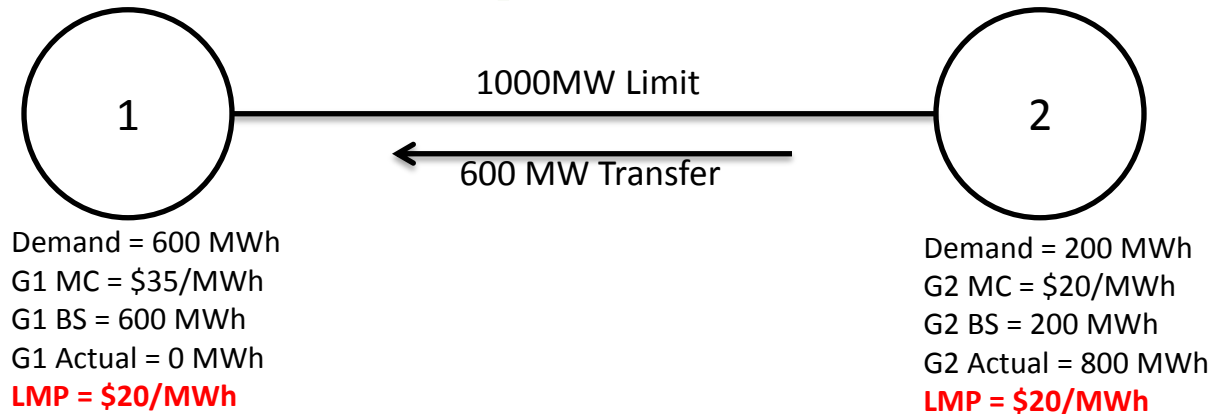 1
1000MW Limit
600 MW Transfer
2
Demand = 600 MWh
G1 MC = $35/MWh
G1 BS = 600 MWh
G1 Actual = 0 MWh
LMP = $20/MWh
Demand = 200 MWh
G2 MC = $20/MWh
G2 BS = 200 MWh
G2 Actual = 800 MWh
LMP = $20/MWh